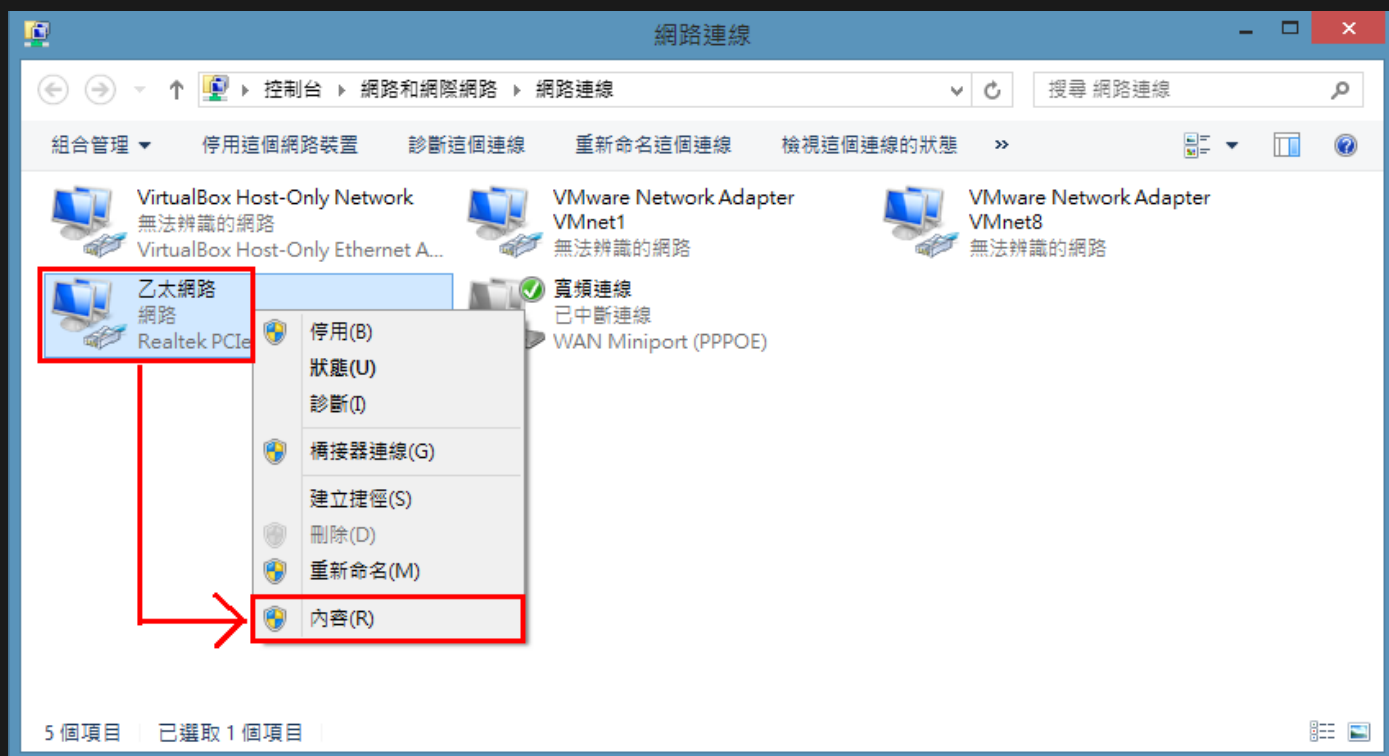 網路連線
控制台 網路和網際網路 網路連線
搜尋 網路連線
組合管理 停用這個網路裝置 診斷這個連線 重新命名這個連線 檢視這個連線的狀態 »
VirtualBox Host-Only Network
無法辨識的網路
VirtualBox Host-Only Ethernet A...
VMware Network Adapter
VMnet1
無法辨識的網路
VMware Network Adapter
VMnet8
無法辨識的網路
乙太網路
網路
Realtek PCIe
寬頻連線
已中斷連線
WAN Miniport (PPPOE)
停用(B)
狀態(U)
診斷(I)
橋接器連線(G)
建立捷徑(S)
刪除(D)
重新命名(M)
內容(R)
5 個項目 已選取 1 個項目